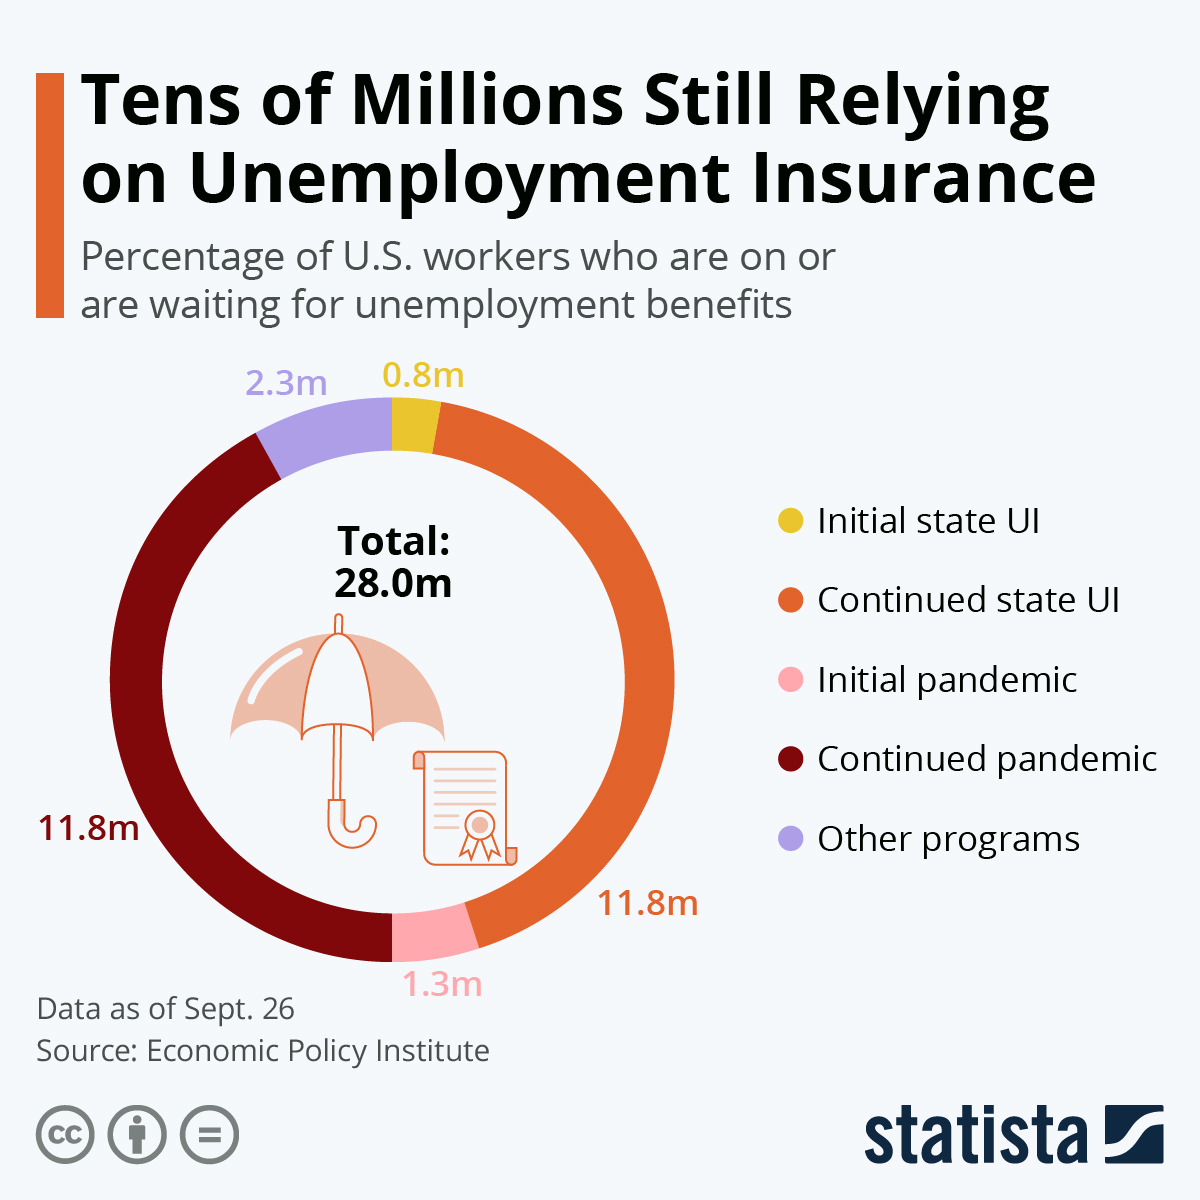 Tens of Millions Still Relying
on Unemployment Insurance
Percentage of U.S. workers who are on or
are waiting for unemployment benefits
2.3m
0.8m
Total:
28.0m
11.8m
11.8m
1.3m
Initial state UI
Continued state UI
Initial pandemic
Continued pandemic
Other programs
Data as of Sept. 26
Source: Economic Policy Institute
cc
statista